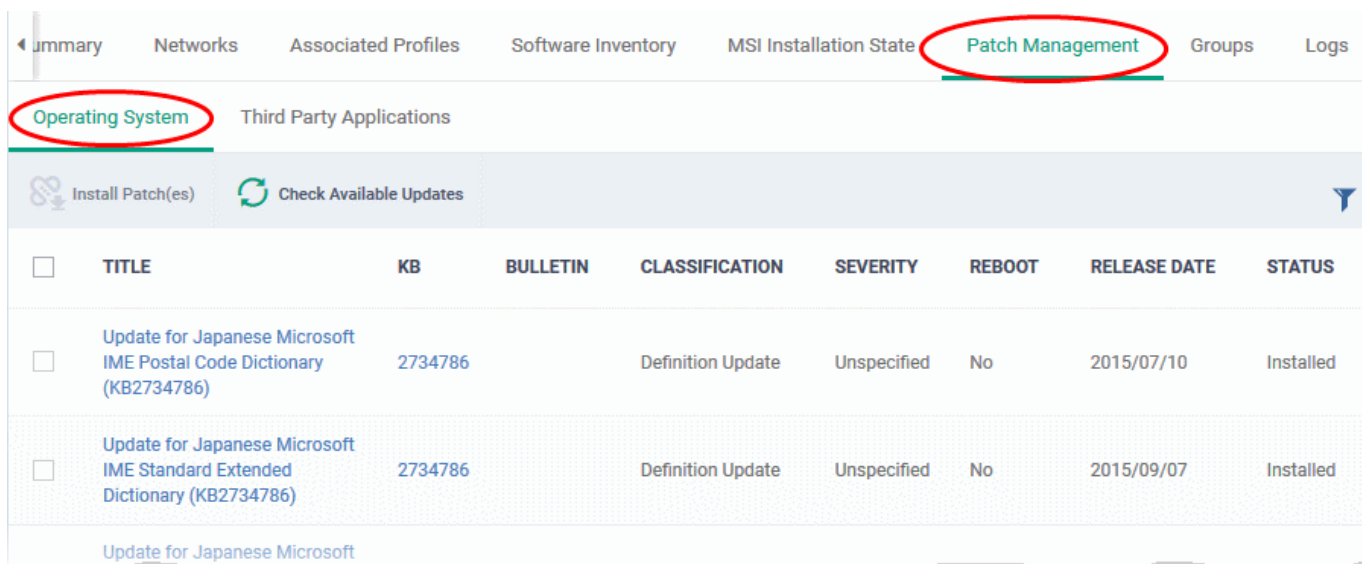 ummary Networks Associated Profiles Software Inventory MSI Installation State Patch Management Groups Logs
Operating System Third Party Applications
Install Patch(es) Check Available Updates
TITLE KB BULLETIN CLASSIFICATION SEVERITY REBOOT RELEASE DATE STATUS
Update for Japanese Microsoft
IME Postal Code Dictionary 2734786 Definition Update Unspecified No 2015/07/10 Installed
(KB2734786)
Update for Japanese Microsoft
IME Standard Extended 2734786 Definition Update Unspecified No 2015/09/07 Installed
Dictionary (KB2734786)
Update for Japanese Microsoft